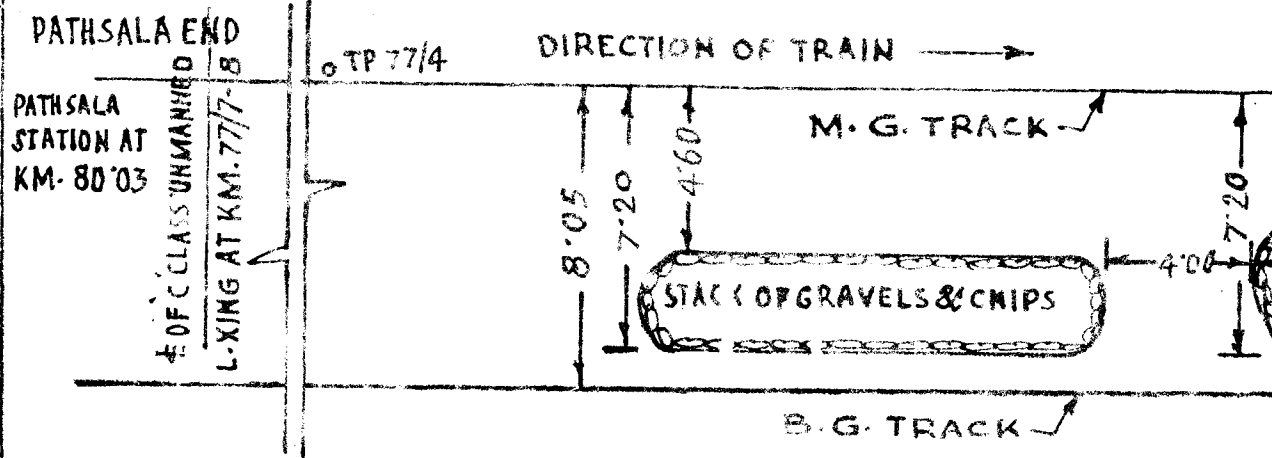 PATHSALA END
TP 77/4
DIRECTION OF TRAIN
PATHSALA
STATION AT
KM. 80·03
OF 'C' CLASS UNMANNED
L-XING AT KM.77/7-8
M.G. TRACK
8·05
7·20
4·60
7·20
4·00
STACK OF GRAVELS & CHIPS
B.G. TRACK